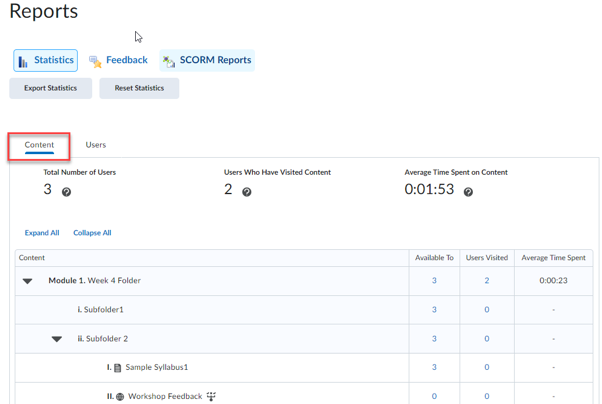 Reports
Statistics Feedback SCORM Reports
Export Statistics Reset Statistics
Content Users
Total Number of Users Users Who Have Visited Content Average Time Spent on Content
3 2 0:01:53
Expand All Collapse All
Content Available To Users Visited Average Time Spent
Module 1. Week 4 Folder 3 2 0:00:23
i. Subfolder1 3 0 -
ii. Subfolder 2 3 0 -
I. Sample Syllabus1 3 0 -
II. Workshop Feedback 0 0 -